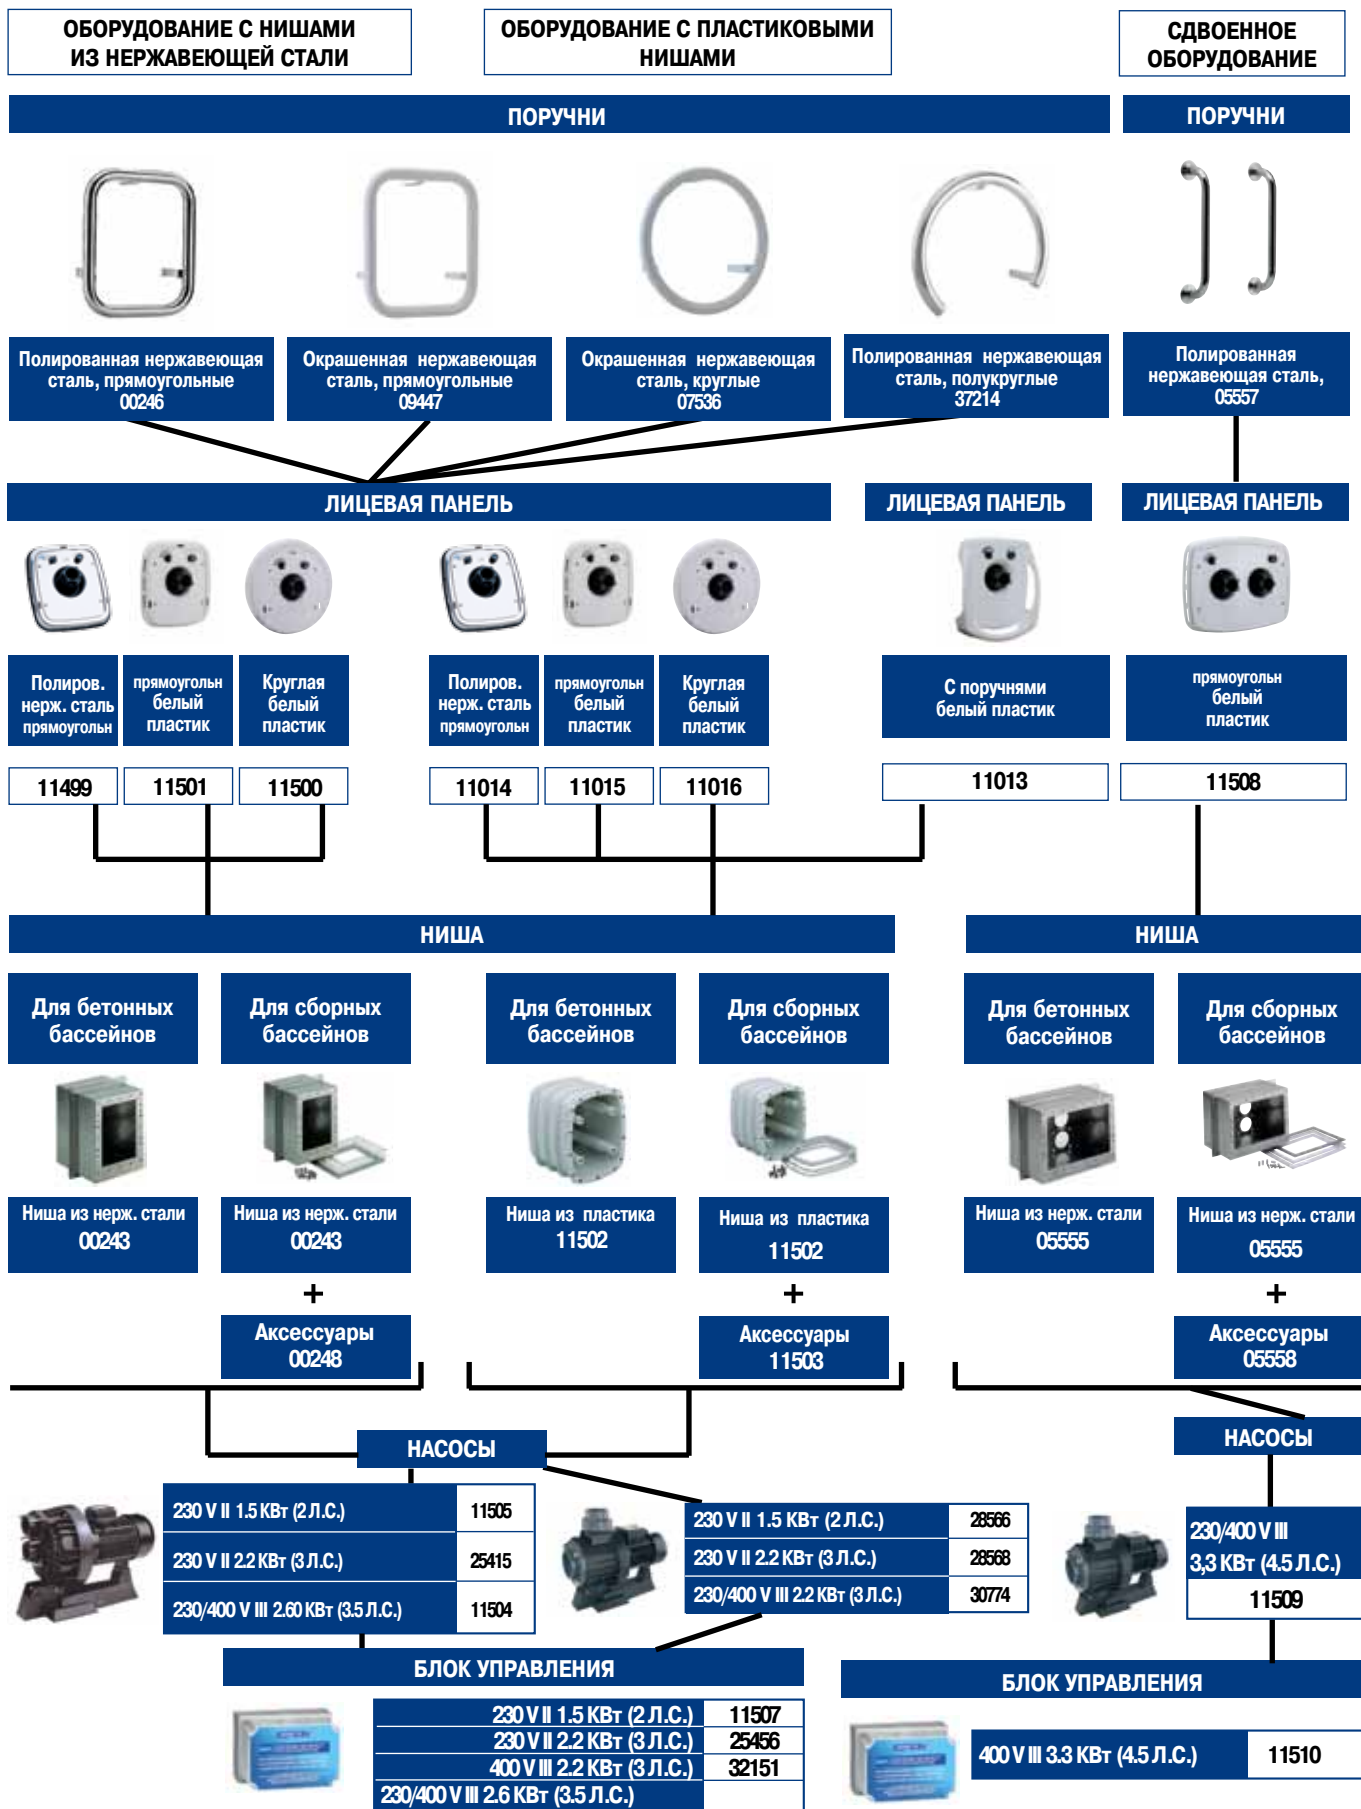 ОБОРУДОВАНИЕ С НИШАМИ
ИЗ НЕРЖАВЕЮЩЕЙ СТАЛИ
ОБОРУДОВАНИЕ С ПЛАСТИКОВЫМИ
НИШАМИ
СДВОЕННОЕ
ОБОРУДОВАНИЕ
ПОРУЧНИ
ПОРУЧНИ
Полированная нержавеющая
сталь, прямоугольные
00246
Окрашенная нержавеющая
сталь, прямоугольные
09447
Окрашенная нержавеющая
сталь, круглые
07536
Полированная нержавеющая
сталь, полукруглые
37214
Полированная
нержавеющая сталь,
05557
ЛИЦЕВАЯ ПАНЕЛЬ
ЛИЦЕВАЯ ПАНЕЛЬ
ЛИЦЕВАЯ ПАНЕЛЬ
Полиров.
нерж. сталь
прямоугольн
прямоугольн
белый
пластик
Круглая
белый
пластик
Полиров.
нерж. сталь
прямоугольн
прямоугольн
белый
пластик
Круглая
белый
пластик
С поручнями
белый пластик
прямоугольн
белый
пластик
11499
11501
11500
11014
11015
11016
11013
11508
НИША
НИША
Для бетонных
бассейнов
Для сборных
бассейнов
Для бетонных
бассейнов
Для сборных
бассейнов
Для бетонных
бассейнов
Для сборных
бассейнов
Ниша из нерж. стали
00243
Ниша из нерж. стали
00243
Ниша из пластика
11502
Ниша из пластика
11502
Ниша из нерж. стали
05555
Ниша из нерж. стали
05555
+
+
+
Аксессуары
00248
Аксессуары
11503
Аксессуары
05558
НАСОСЫ
НАСОСЫ
230 V II 1.5 КВт (2 Л.С.) 11505
230 V II 2.2 КВт (3 Л.С.) 25415
230/400 V III 2.60 КВт (3.5 Л.С.) 11504
230 V II 1.5 КВт (2 Л.С.) 28566
230 V II 2.2 КВт (3 Л.С.) 28568
230/400 V III 2.2 КВт (3 Л.С.) 30774
230/400 V III
3,3 КВт (4.5 Л.С.)
11509
БЛОК УПРАВЛЕНИЯ
БЛОК УПРАВЛЕНИЯ
230 V II 1.5 КВт (2 Л.С.) 11507
230 V II 2.2 КВт (3 Л.С.) 25456
400 V III 2.2 КВт (3 Л.С.) 32151
230/400 V III 2.6 КВт (3.5 Л.С.)
400 V III 3.3 КВт (4.5 Л.С.) 11510